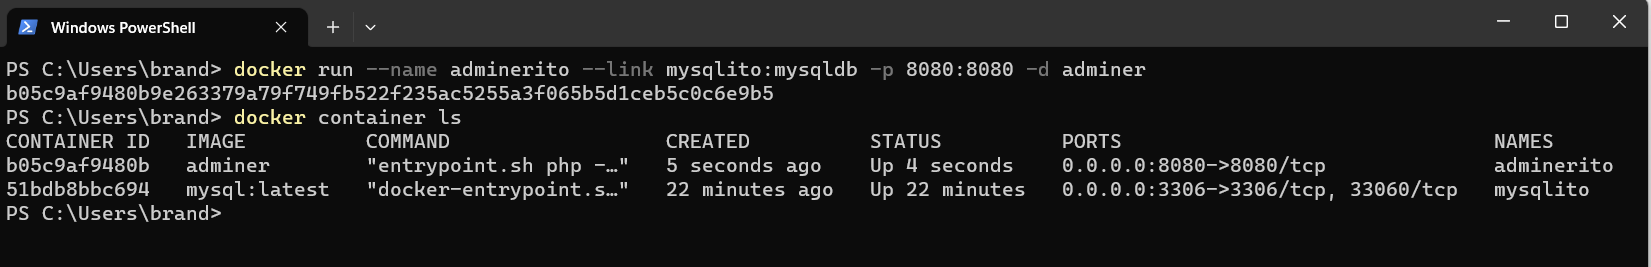 Windows PowerShell
PS C:\Users\brand> docker run --name adminerito --link mysqlito:mysqldb -p 8080:8080 -d adminer
b05c9af9480b9e263379a79f749fb522f235ac5255a3f065b5d1ceb5c0c6e9b5
PS C:\Users\brand> docker container ls
CONTAINER ID   IMAGE          COMMAND                  CREATED          STATUS          PORTS                               NAMES
b05c9af9480b   adminer        "entrypoint.sh php -…"   5 seconds ago    Up 4 seconds    0.0.0.0:8080->8080/tcp              adminerito
51bdb8bbc694   mysql:latest   "docker-entrypoint.s…"   22 minutes ago   Up 22 minutes   0.0.0.0:3306->3306/tcp, 33060/tcp   mysqlito
PS C:\Users\brand>